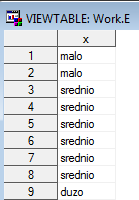 VIEWTABLE: Work.E
x
1 malo
2 malo
3 srednio
4 srednio
5 srednio
6 srednio
7 srednio
8 srednio
9 duzo